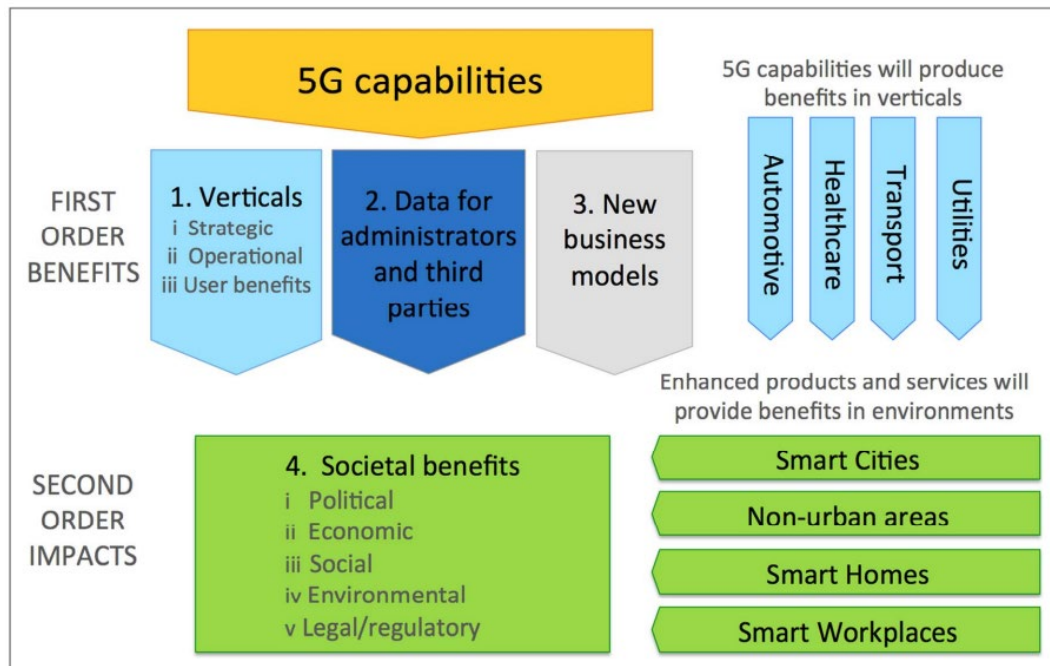 5G capabilities
5G capabilities will produce
benefits in verticals
FIRST
ORDER
BENEFITS
1. Verticals
i Strategic
ii Operational
iii User benefits
2. Data for
administrators
and third
parties
3. New
business
models
Automotive
Healthcare
Transport
Utilities
Enhanced products and services will
provide benefits in environments
SECOND
ORDER
IMPACTS
4. Societal benefits
i Political
ii Economic
iii Social
iv Environmental
v Legal/regulatory
Smart Cities
Non-urban areas
Smart Homes
Smart Workplaces